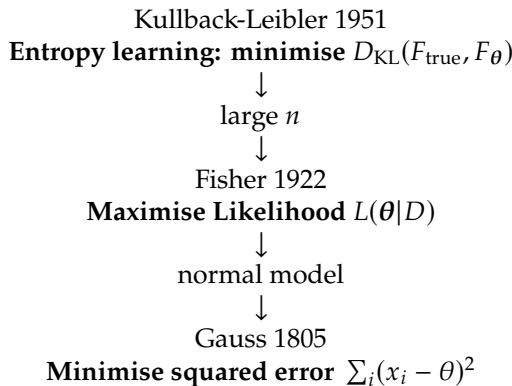 Kullback-Leibler 1951
Entropy learning: minimise D_KL(F_true, F_θ)
↓
large n
↓
Fisher 1922
Maximise Likelihood L(θ|D)
↓
normal model
↓
Gauss 1805
Minimise squared error ∑_i(x_i − θ)²